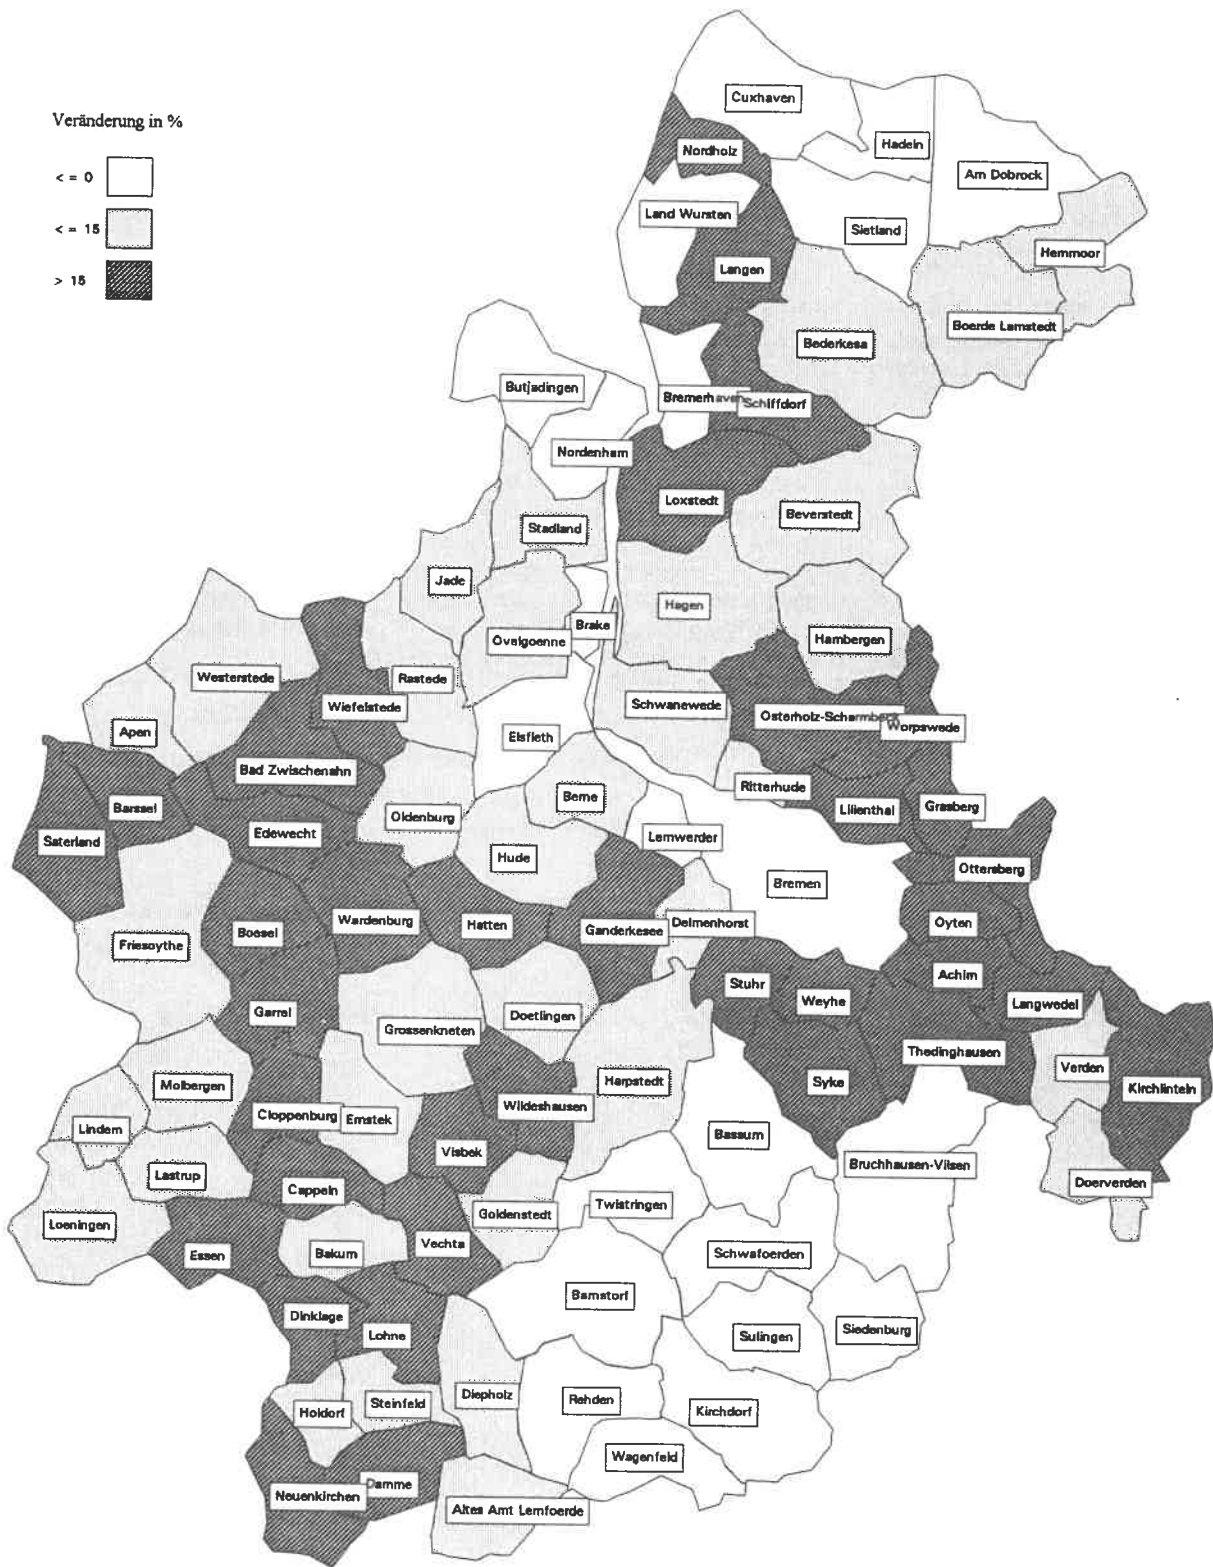 Veränderung in %
< = 0
< = 15
> 15
Cuxhaven
Hadeln
Nordholz
Am Dobrock
Land Wursten
Sietland
Hemmoor
Langen
Boerde Lamstedt
Bederkesa
Butjadingen
Bremerhaven
Schiffdorf
Nordenham
Loxstedt
Beverstedt
Stadland
Jade
Hagen
Brake
Ovelgoenne
Hambergen
Westerstede
Rastede
Wiefelstede
Schwanewede
Osterholz-Scharmbeck
Worpswede
Apen
Elsfleth
Bad Zwischenahn
Ritterhude
Berne
Barssel
Lilienthal
Grasberg
Oldenburg
Edewecht
Lemwerder
Saterland
Hude
Ottersberg
Bremen
Wardenburg
Hatten
Delmenhorst
Oyten
Boesel
Ganderkesee
Friesoythe
Achim
Stuhr
Weyhe
Langwedel
Garrel
Doetlingen
Grossenkneten
Thedinghausen
Verden
Molbergen
Harpstedt
Syke
Kirchlinteln
Wildeshausen
Cloppenburg
Emstek
Lindern
Bassum
Visbek
Bruchhausen-Vilsen
Lastrup
Doerverden
Cappeln
Twistringen
Goldenstedt
Loeningen
Vechta
Essen
Bakum
Schwafoerden
Barnstorf
Dinklage
Siedenburg
Lohne
Sulingen
Diepholz
Rehden
Steinfeld
Holdorf
Kirchdorf
Wagenfeld
Damme
Neuenkirchen
Altes Amt Lemfoerde